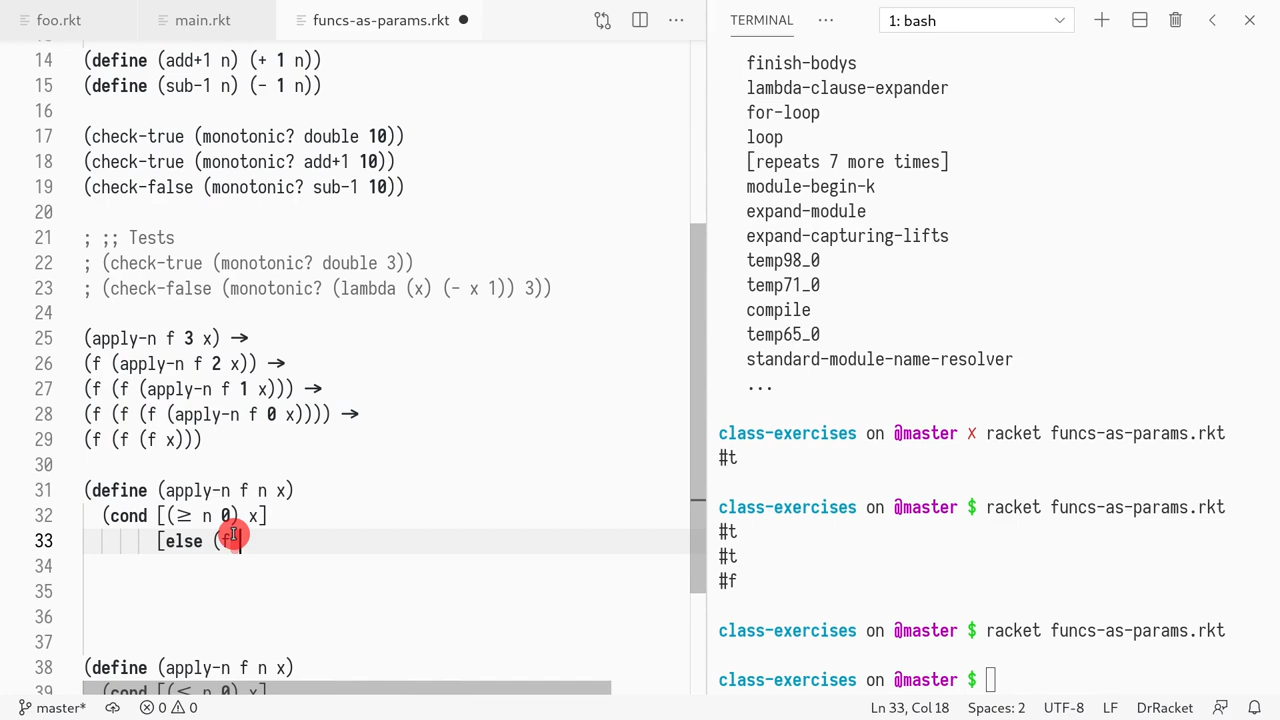 foo.rkt
main.rkt
funcs-as-params.rkt
14 (define (add+1 n) (+ 1 n))
15 (define (sub-1 n) (- 1 n))
16
17 (check-true (monotonic? double 10))
18 (check-true (monotonic? add+1 10))
19 (check-false (monotonic? sub-1 10))
20
21 ; ;; Tests
22 ; (check-true (monotonic? double 3))
23 ; (check-false (monotonic? (lambda (x) (- x 1)) 3))
24
25 (apply-n f 3 x) →
26 (f (apply-n f 2 x)) →
27 (f (f (apply-n f 1 x))) →
28 (f (f (f (apply-n f 0 x)))) →
29 (f (f (f x)))
30
31 (define (apply-n f n x)
32 (cond [(≥ n 0) x]
33 [else (f
34
35
36
37
38 (define (apply-n f n x)
39 (cond [(≤ n 0) x]
TERMINAL
1: bash
finish-bodys
lambda-clause-expander
for-loop
loop
[repeats 7 more times]
module-begin-k
expand-module
expand-capturing-lifts
temp98_0
temp71_0
compile
temp65_0
standard-module-name-resolver
...
class-exercises on @master ✗ racket funcs-as-params.rkt
#t
class-exercises on @master $ racket funcs-as-params.rkt
#t
#t
#f
class-exercises on @master $ racket funcs-as-params.rkt
class-exercises on @master $
master* 0 0 Ln 33, Col 18 Spaces: 2 UTF-8 LF DrRacket